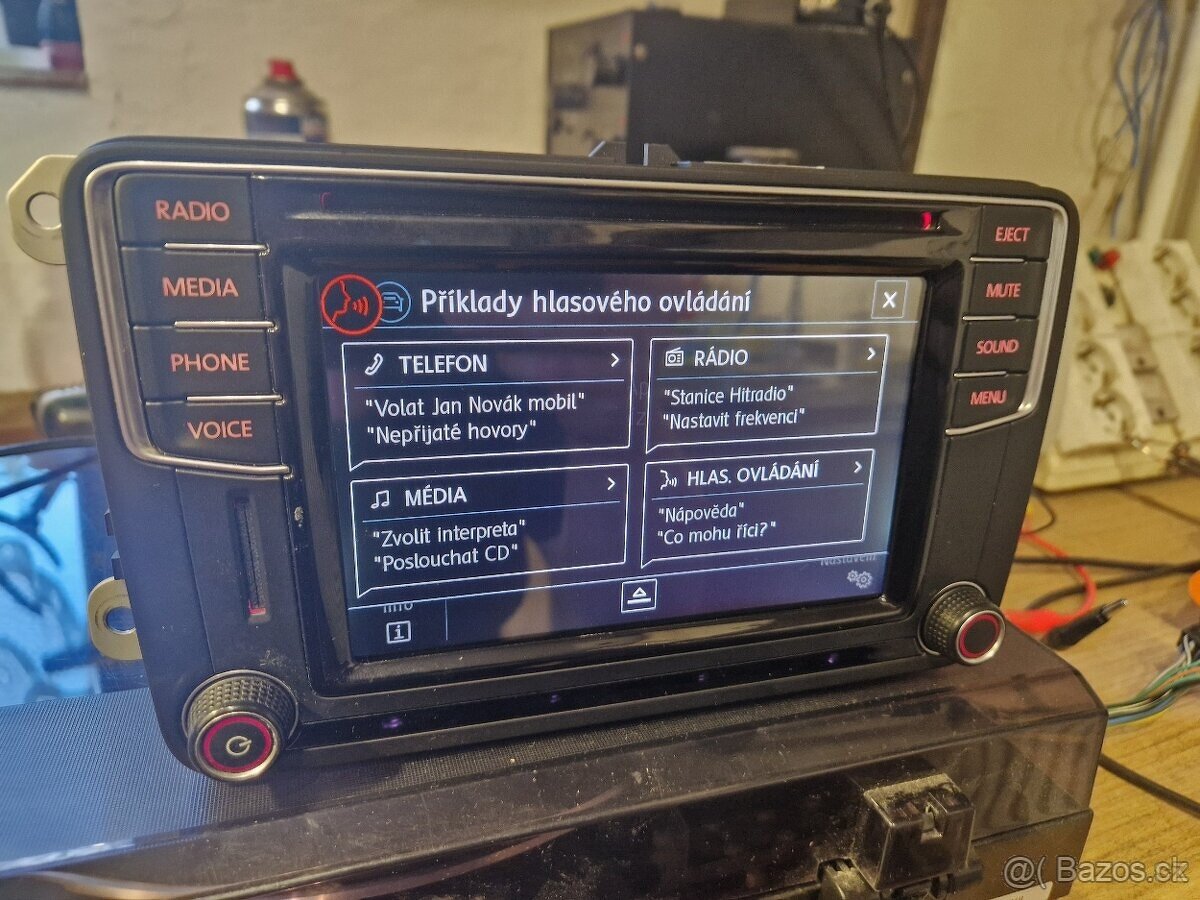 RADIO
MEDIA
PHONE
VOICE
EJECT
MUTE
SOUND
MENU
Příklady hlasového ovládání
X
TELEFON
"Volat Jan Novák mobil"
"Nepřijaté hovory"
RÁDIO
"Stanice Hitradio"
"Nastavit frekvenci"
MÉDIA
"Zvolit interpreta"
"Poslouchat CD"
HLAS. OVLÁDÁNÍ
"Nápověda"
"Co mohu říci?"
Info
Nastavení
@( Bazos.sk